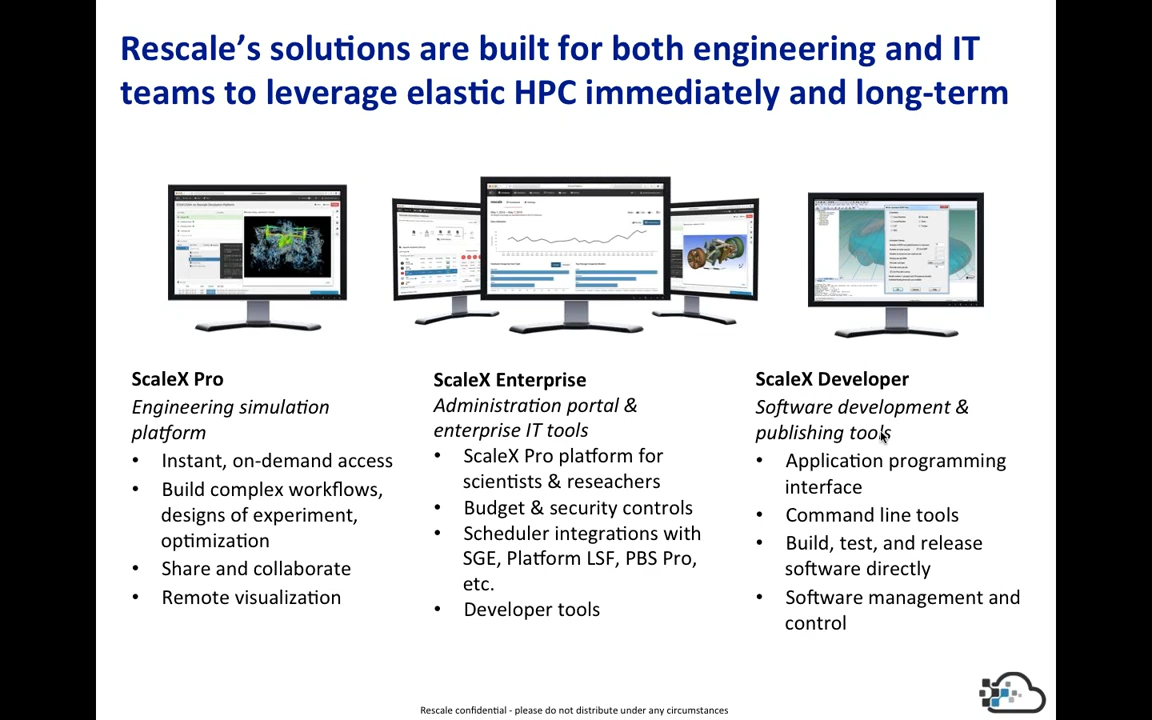 Rescale's solutions are built for both engineering and IT
teams to leverage elastic HPC immediately and long-term
ScaleX Pro
Engineering simulation
platform
• Instant, on-demand access
• Build complex workflows,
designs of experiment,
optimization
• Share and collaborate
• Remote visualization
ScaleX Enterprise
Administration portal &
enterprise IT tools
• ScaleX Pro platform for
scientists & reseachers
• Budget & security controls
• Scheduler integrations with
SGE, Platform LSF, PBS Pro,
etc.
• Developer tools
ScaleX Developer
Software development &
publishing tools
• Application programming
interface
• Command line tools
• Build, test, and release
software directly
• Software management and
control
Rescale confidential - please do not distribute under any circumstances